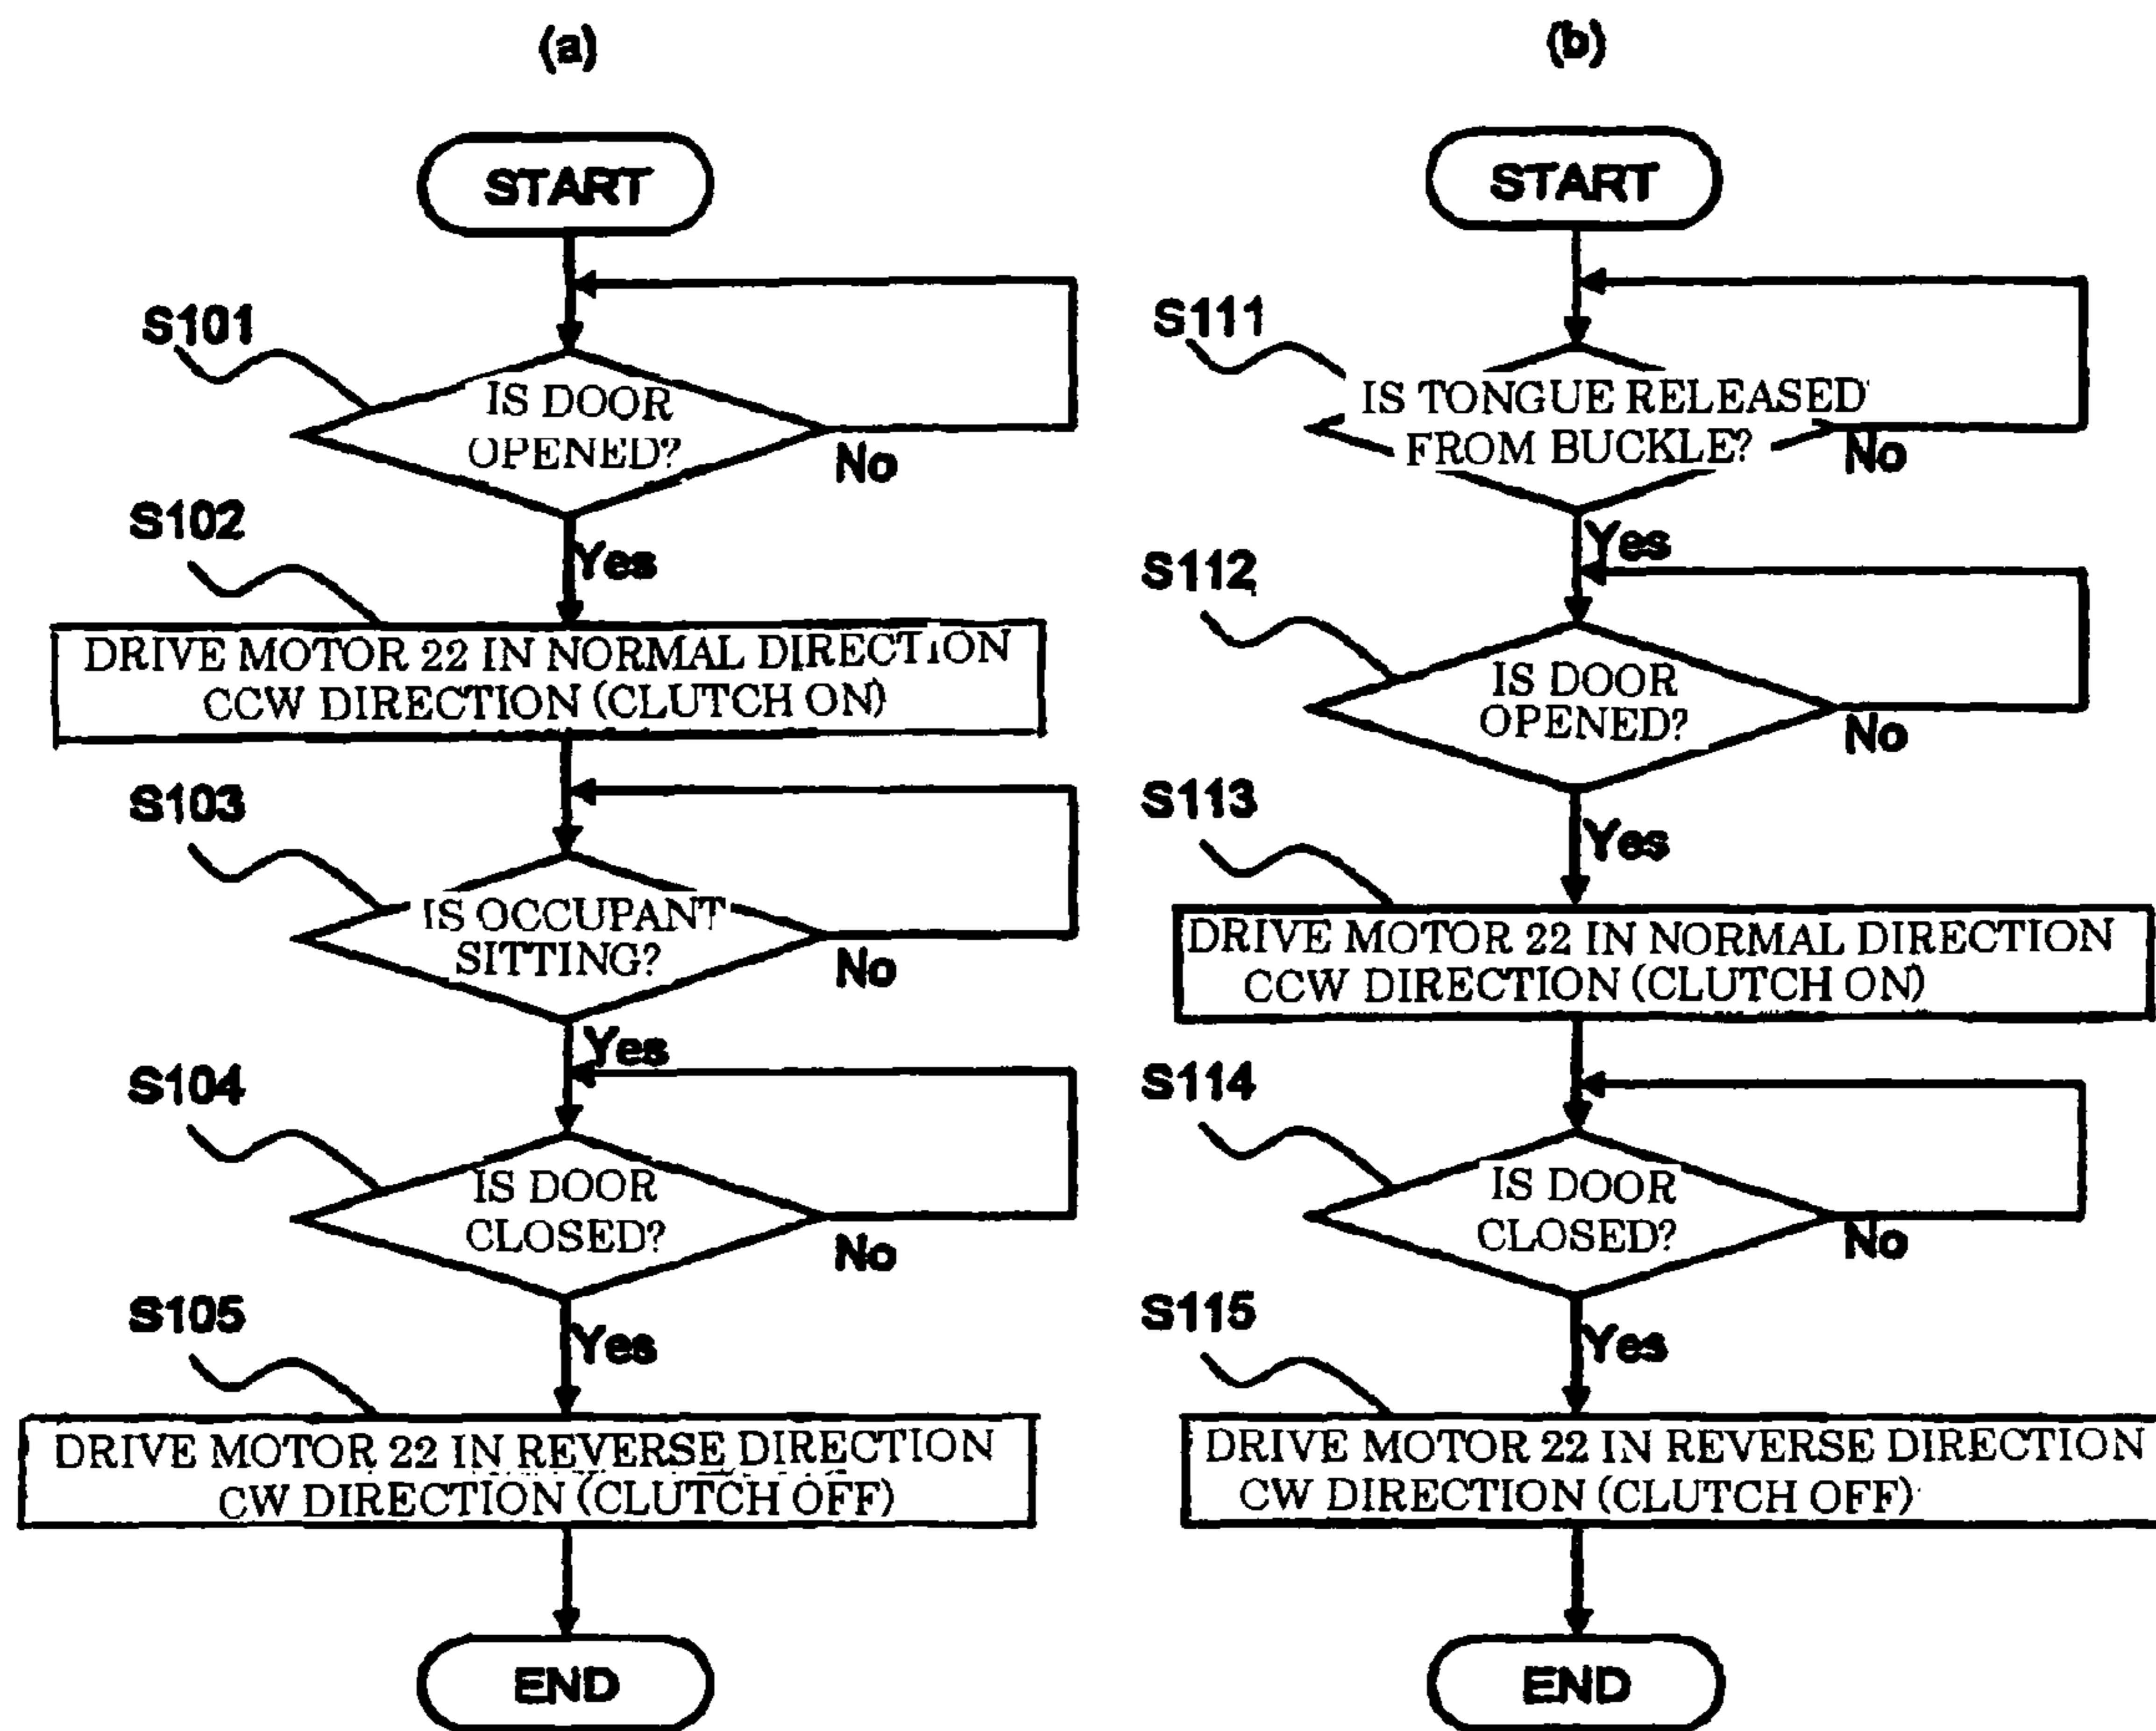 (a)
START
S101
IS DOOR
OPENED?
No
Yes
S102
DRIVE MOTOR 22 IN NORMAL DIRECTION
CCW DIRECTION (CLUTCH ON)
S103
IS OCCUPANT
SITTING?
No
Yes
S104
IS DOOR
CLOSED?
No
Yes
S105
DRIVE MOTOR 22 IN REVERSE DIRECTION
CW DIRECTION (CLUTCH OFF)
END
(b)
START
S111
IS TONGUE RELEASED
FROM BUCKLE?
No
Yes
S112
IS DOOR
OPENED?
No
Yes
S113
DRIVE MOTOR 22 IN NORMAL DIRECTION
CCW DIRECTION (CLUTCH ON)
S114
IS DOOR
CLOSED?
No
Yes
S115
DRIVE MOTOR 22 IN REVERSE DIRECTION
CW DIRECTION (CLUTCH OFF)
END